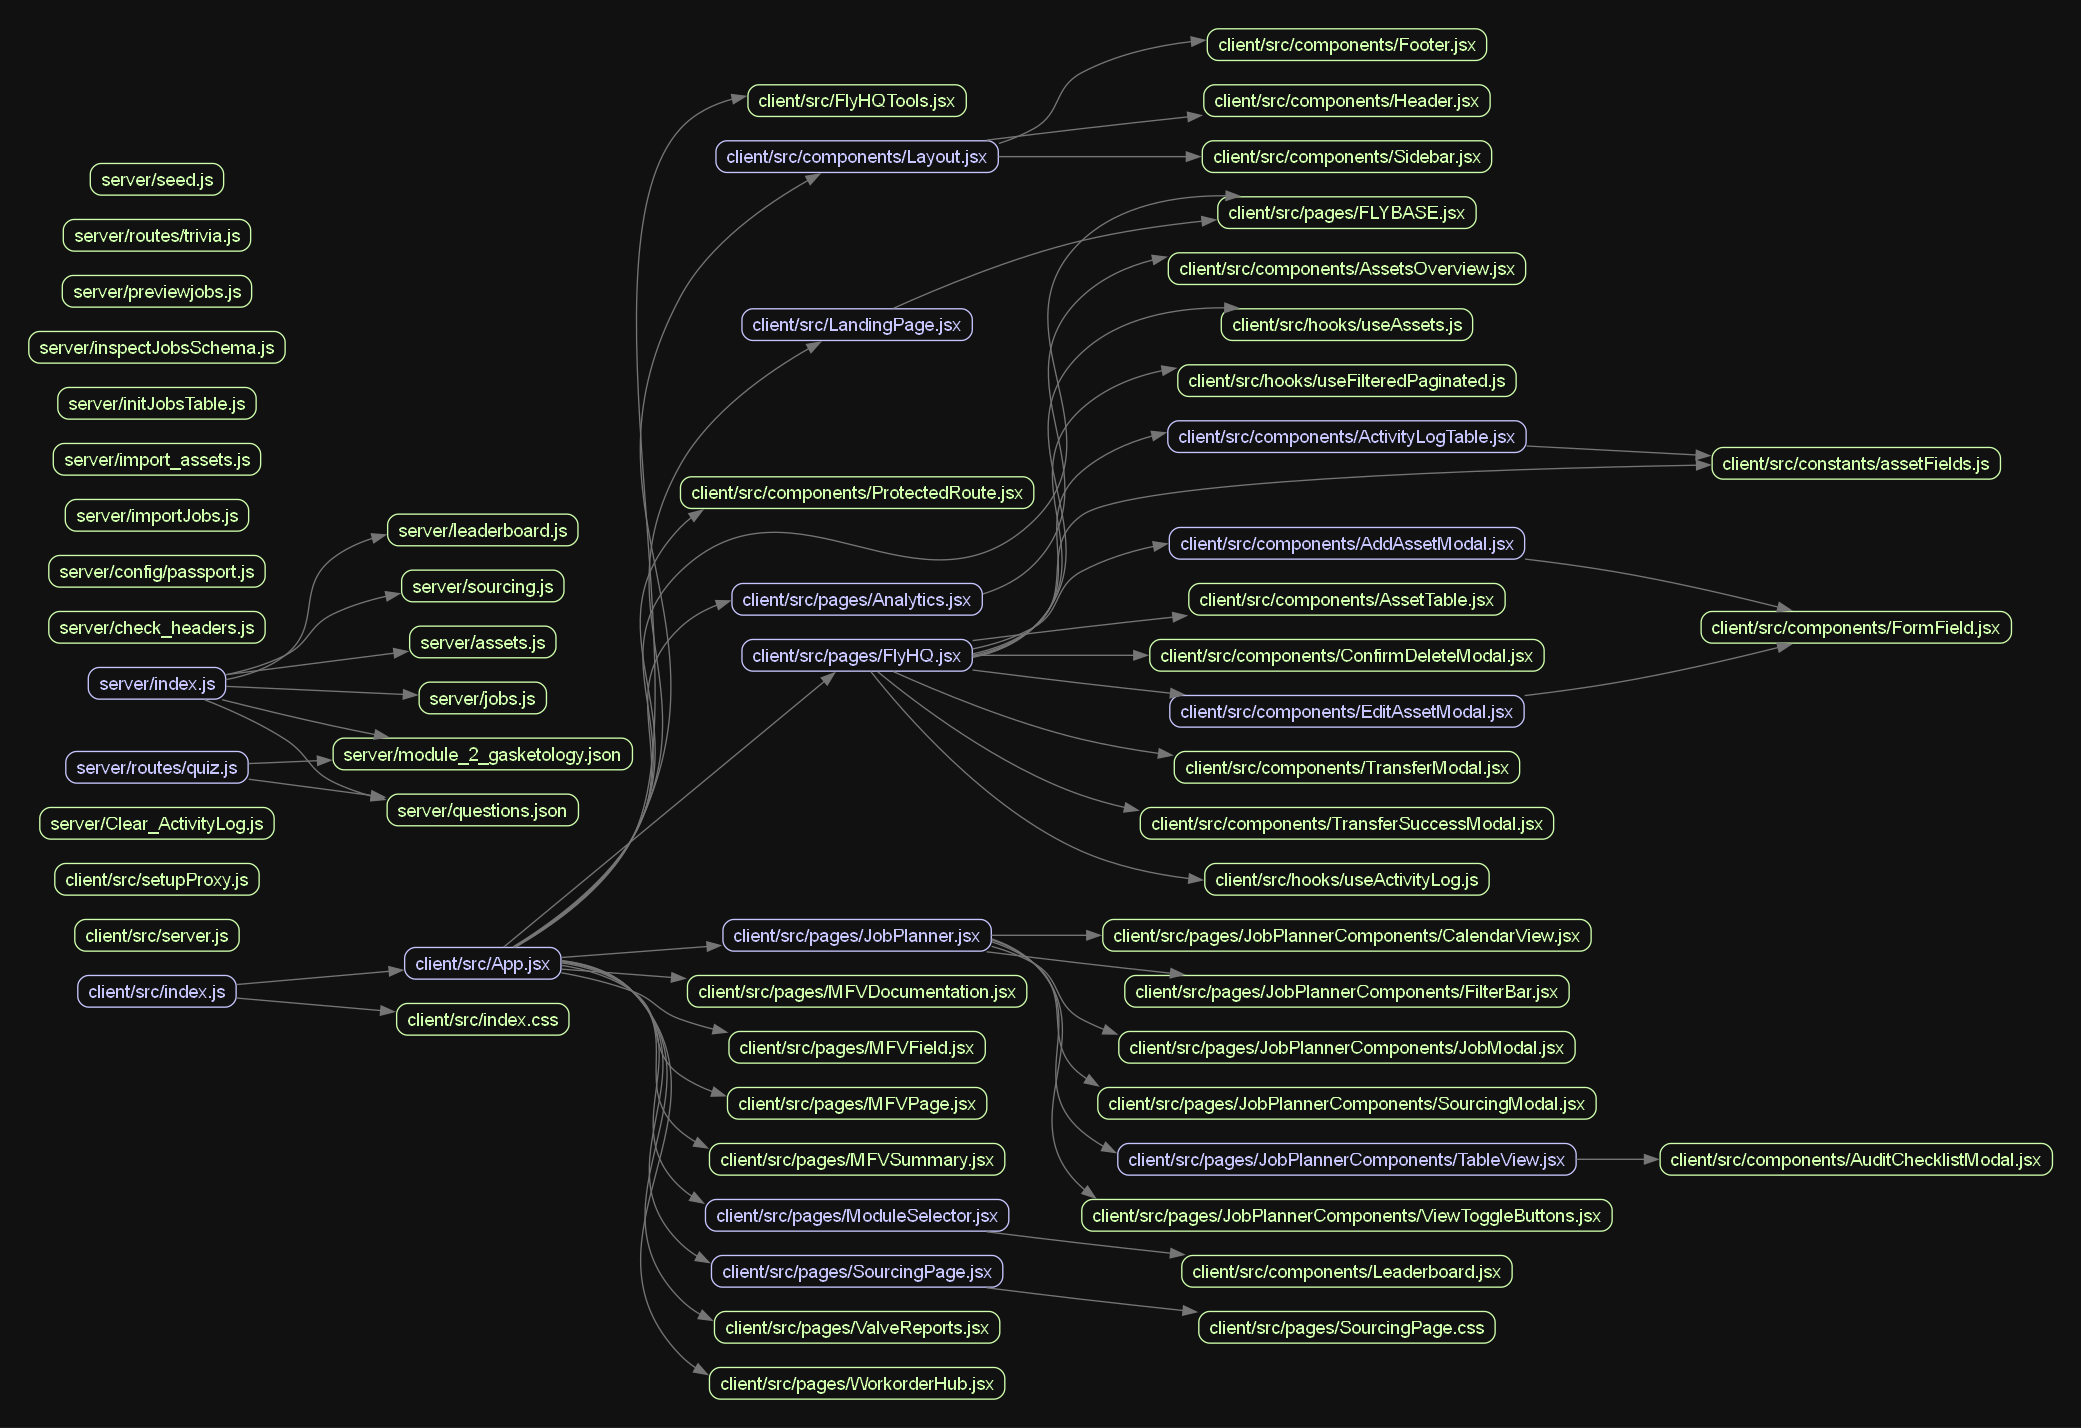 server/seed.js
server/routes/trivia.js
server/previewjobs.js
server/inspectJobsSchema.js
server/initJobsTable.js
server/import_assets.js
server/importJobs.js
server/config/passport.js
server/check_headers.js
server/index.js
server/routes/quiz.js
server/Clear_ActivityLog.js
client/src/setupProxy.js
client/src/server.js
client/src/index.js
server/leaderboard.js
server/sourcing.js
server/assets.js
server/jobs.js
server/module_2_gasketology.json
server/questions.json
client/src/App.jsx
client/src/index.css
client/src/FlyHQTools.jsx
client/src/components/Layout.jsx
client/src/LandingPage.jsx
client/src/components/ProtectedRoute.jsx
client/src/pages/Analytics.jsx
client/src/pages/FlyHQ.jsx
client/src/pages/JobPlanner.jsx
client/src/pages/MFVDocumentation.jsx
client/src/pages/MFVField.jsx
client/src/pages/MFVPage.jsx
client/src/pages/MFVSummary.jsx
client/src/pages/ModuleSelector.jsx
client/src/pages/SourcingPage.jsx
client/src/pages/ValveReports.jsx
client/src/pages/WorkorderHub.jsx
client/src/components/Footer.jsx
client/src/components/Header.jsx
client/src/components/Sidebar.jsx
client/src/pages/FLYBASE.jsx
client/src/components/AssetsOverview.jsx
client/src/hooks/useAssets.js
client/src/hooks/useFilteredPaginated.js
client/src/components/ActivityLogTable.jsx
client/src/components/AddAssetModal.jsx
client/src/components/AssetTable.jsx
client/src/components/ConfirmDeleteModal.jsx
client/src/components/EditAssetModal.jsx
client/src/components/TransferModal.jsx
client/src/components/TransferSuccessModal.jsx
client/src/hooks/useActivityLog.js
client/src/pages/JobPlannerComponents/CalendarView.jsx
client/src/pages/JobPlannerComponents/FilterBar.jsx
client/src/pages/JobPlannerComponents/JobModal.jsx
client/src/pages/JobPlannerComponents/SourcingModal.jsx
client/src/pages/JobPlannerComponents/TableView.jsx
client/src/pages/JobPlannerComponents/ViewToggleButtons.jsx
client/src/components/Leaderboard.jsx
client/src/pages/SourcingPage.css
client/src/constants/assetFields.js
client/src/components/FormField.jsx
client/src/components/AuditChecklistModal.jsx